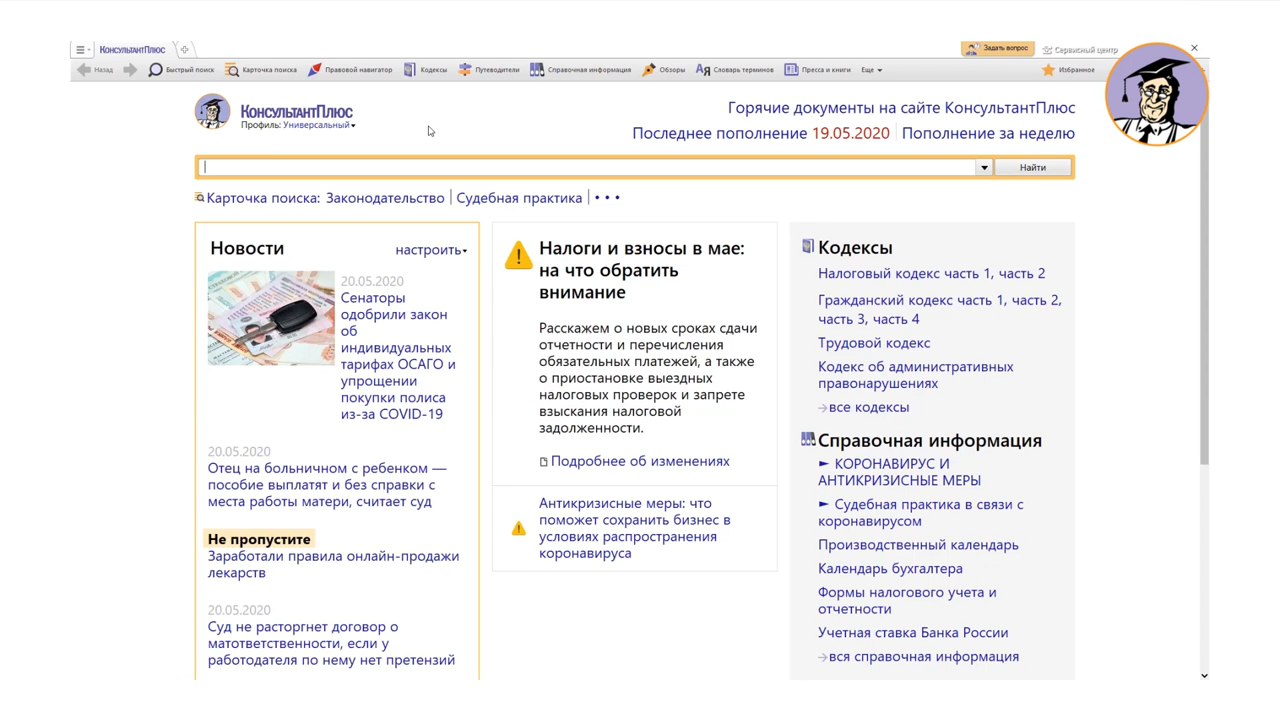 КонсультантПлюс
Задать вопрос
Сервисный центр
Назад
Быстрый поиск
Карточка поиска
Правовой навигатор
Кодексы
Путеводители
Справочная информация
Обзоры
Словарь терминов
Пресса и книги
Еще
Избранное
КонсультантПлюс
Профиль: Универсальный
Горячие документы на сайте КонсультантПлюс
Последнее пополнение 19.05.2020 Пополнение за неделю
Найти
Карточка поиска: Законодательство Судебная практика • • •
Новости
настроить
20.05.2020
Сенаторы
одобрили закон
об
индивидуальных
тарифах ОСАГО и
упрощении
покупки полиса
из-за COVID-19
20.05.2020
Отец на больничном с ребенком —
пособие выплатят и без справки с
места работы матери, считает суд
Не пропустите
Заработали правила онлайн-продажи
лекарств
20.05.2020
Суд не расторгнет договор о
матответственности, если у
работодателя по нему нет претензий
Налоги и взносы в мае:
на что обратить
внимание
Расскажем о новых сроках сдачи
отчетности и перечисления
обязательных платежей, а также
о приостановке выездных
налоговых проверок и запрете
взыскания налоговой
задолженности.
Подробнее об изменениях
Антикризисные меры: что
поможет сохранить бизнес в
условиях распространения
коронавируса
Кодексы
Налоговый кодекс часть 1, часть 2
Гражданский кодекс часть 1, часть 2,
часть 3, часть 4
Трудовой кодекс
Кодекс об административных
правонарушениях
все кодексы
Справочная информация
► КОРОНАВИРУС И
АНТИКРИЗИСНЫЕ МЕРЫ
► Судебная практика в связи с
коронавирусом
Производственный календарь
Календарь бухгалтера
Формы налогового учета и
отчетности
Учетная ставка Банка России
вся справочная информация